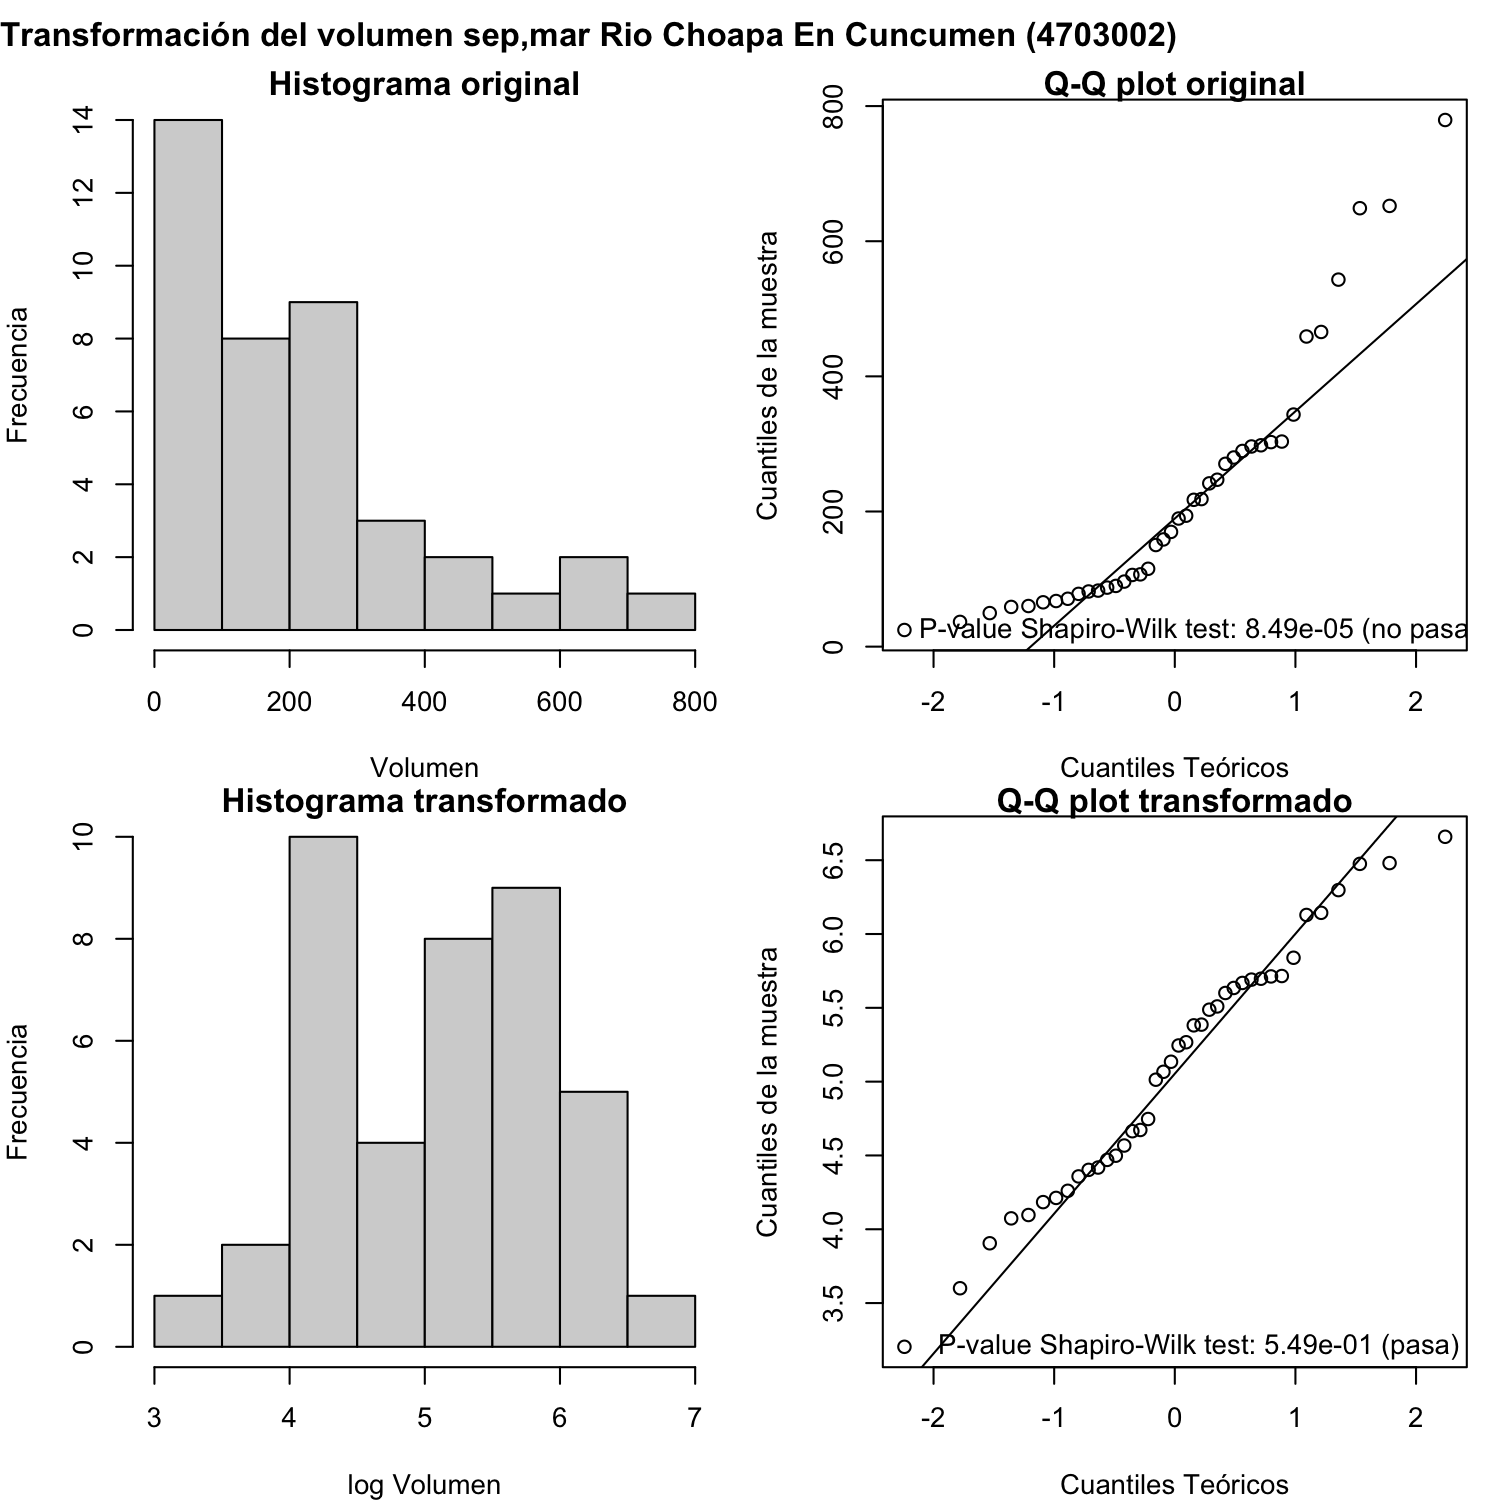 Transformación del volumen sep,mar Rio Choapa En Cuncumen (4703002)
Histograma original
Frecuencia
0 2 4 6 8 10 12 14
0 200 400 600 800
Volumen
Q-Q plot original
Cuantiles de la muestra
0 200 400 600 800
P-value Shapiro-Wilk test: 8.49e-05 (no pasa
-2 -1 0 1 2
Cuantiles Teóricos
Histograma transformado
Frecuencia
0 2 4 6 8 10
3 4 5 6 7
log Volumen
Q-Q plot transformado
Cuantiles de la muestra
3.5 4.0 4.5 5.0 5.5 6.0 6.5
P-value Shapiro-Wilk test: 5.49e-01 (pasa)
-2 -1 0 1 2
Cuantiles Teóricos